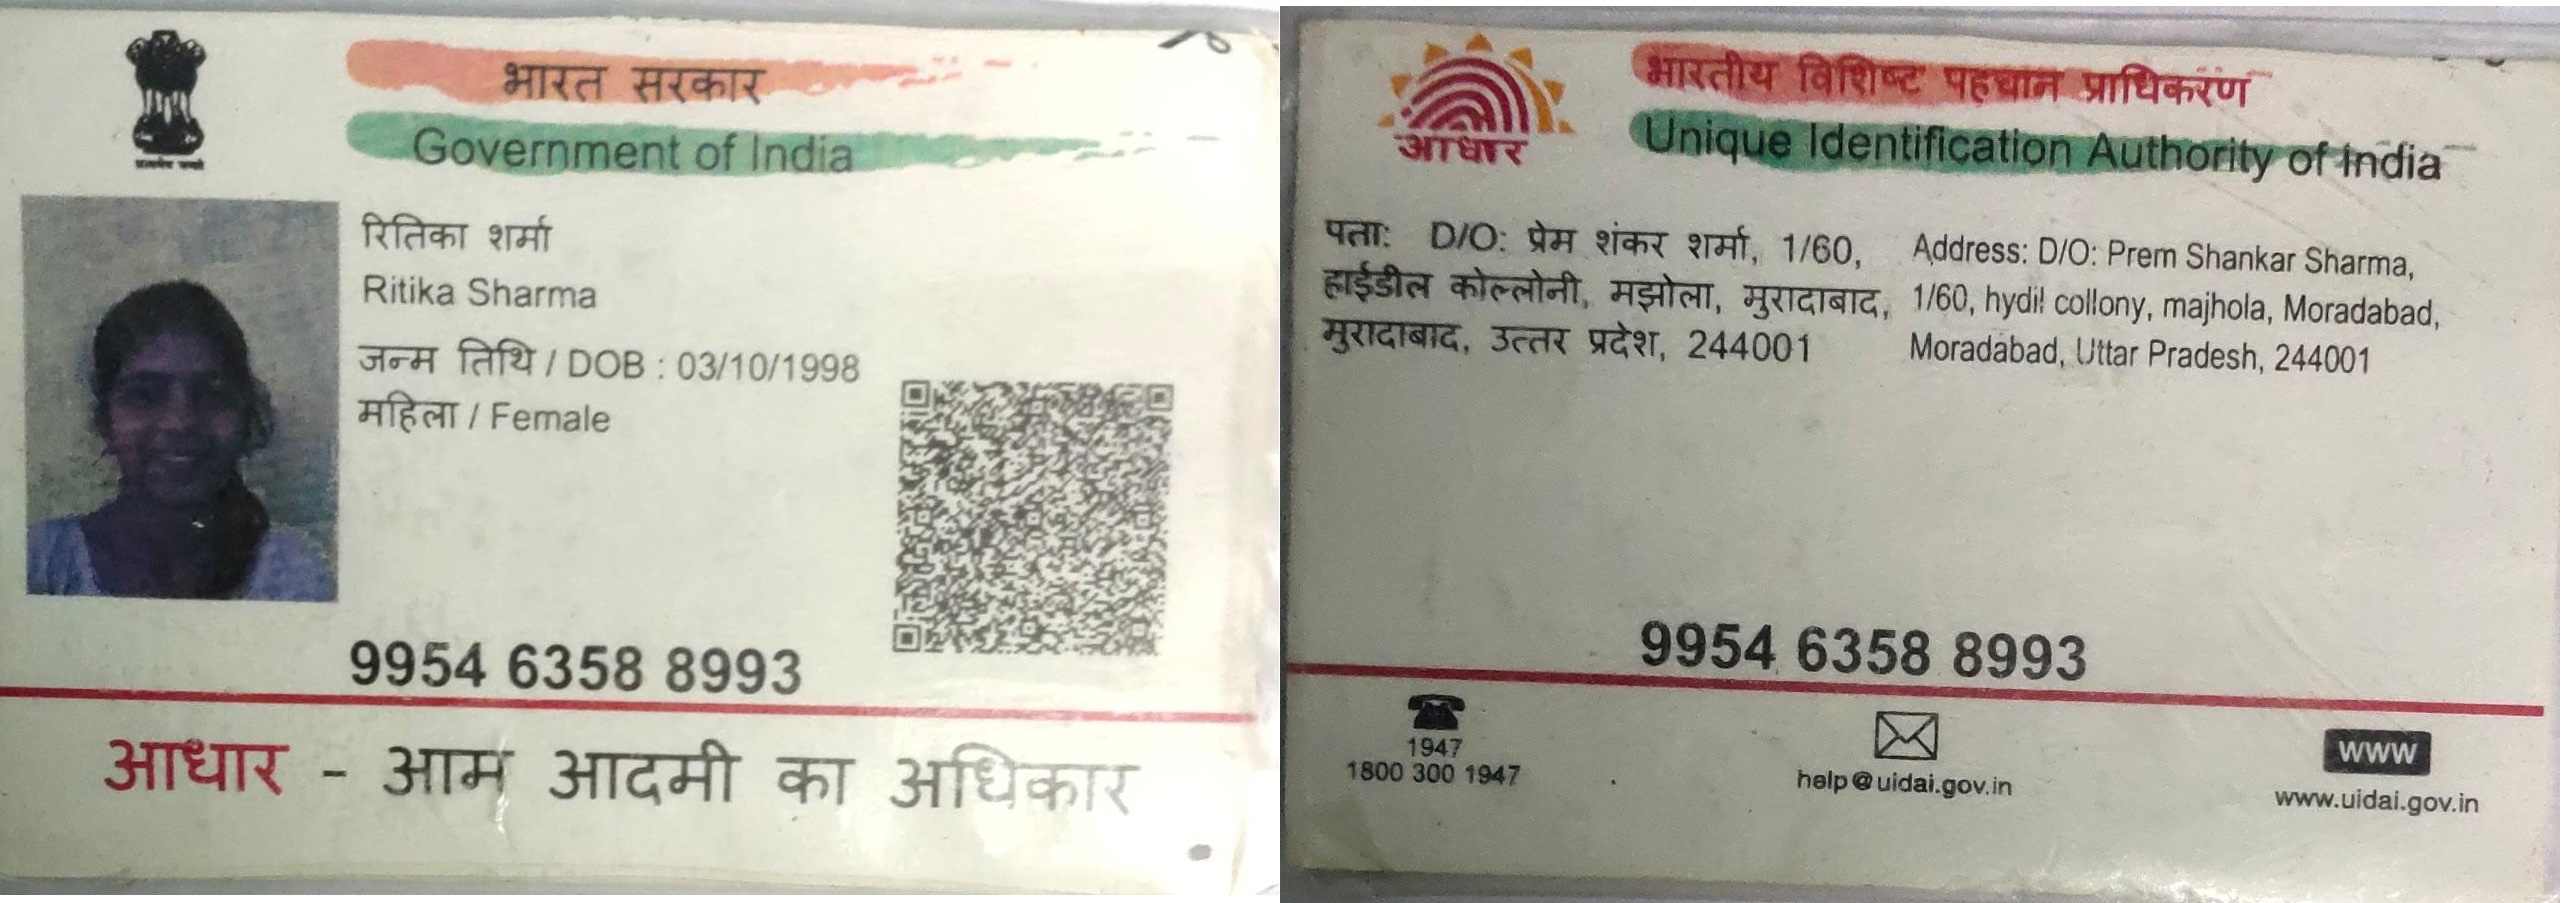 भारत सरकार
Government of India
रितिका शर्मा
Ritika Sharma
जन्म तिथि / DOB : 03/10/1998
महिला / Female
9954 6358 8993
आधार - आम आदमी का अधिकार
भारतीय विशिष्ट पहचान प्राधिकरण
Unique Identification Authority of India
आधार
पता: D/O: प्रेम शंकर शर्मा, 1/60,
हाईडील कोल्लोनी, मझोला, मुरादाबाद,
मुरादाबाद, उत्तर प्रदेश, 244001
Address: D/O: Prem Shankar Sharma,
1/60, hydil collony, majhola, Moradabad,
Moradabad, Uttar Pradesh, 244001
9954 6358 8993
1947
1800 300 1947
help@uidai.gov.in
www
www.uidai.gov.in